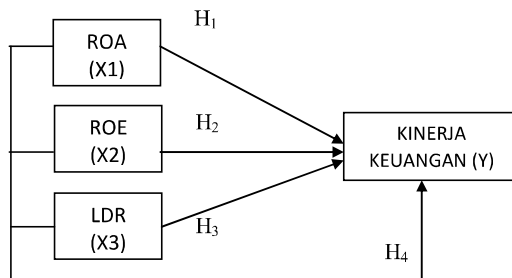 H₁
ROA
(X1)
H₂
ROE
(X2)
KINERJA
KEUANGAN (Y)
LDR
(X3)
H₃
H₄